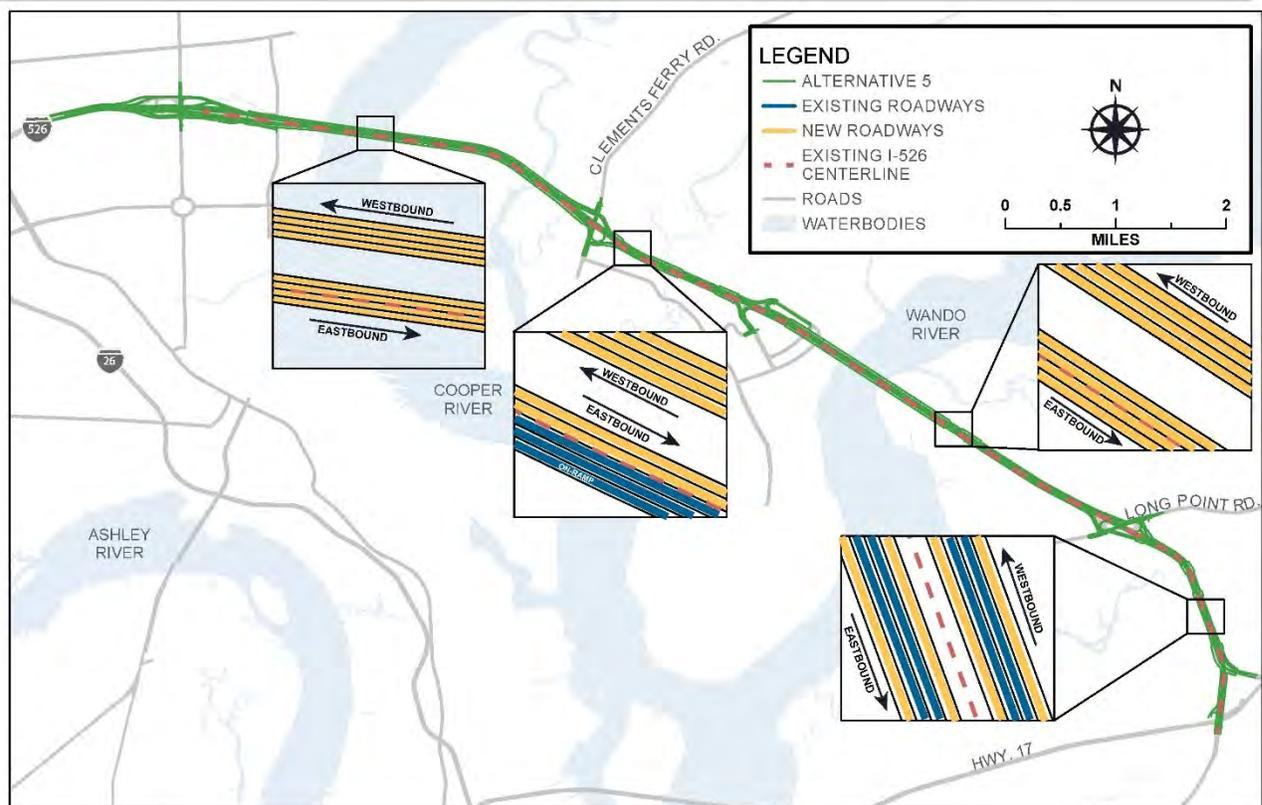 LEGEND
ALTERNATIVE 5
EXISTING ROADWAYS
NEW ROADWAYS
EXISTING I-526
CENTERLINE
ROADS
WATERBODIES
N
0 0.5 1 2
MILES
CLEMENTS FERRY RD.
526
WESTBOUND
EASTBOUND
26
COOPER
RIVER
WESTBOUND
EASTBOUND
ON-RAMP
WANDO
RIVER
WESTBOUND
EASTBOUND
LONG POINT RD.
ASHLEY
RIVER
WESTBOUND
EASTBOUND
HWY. 17